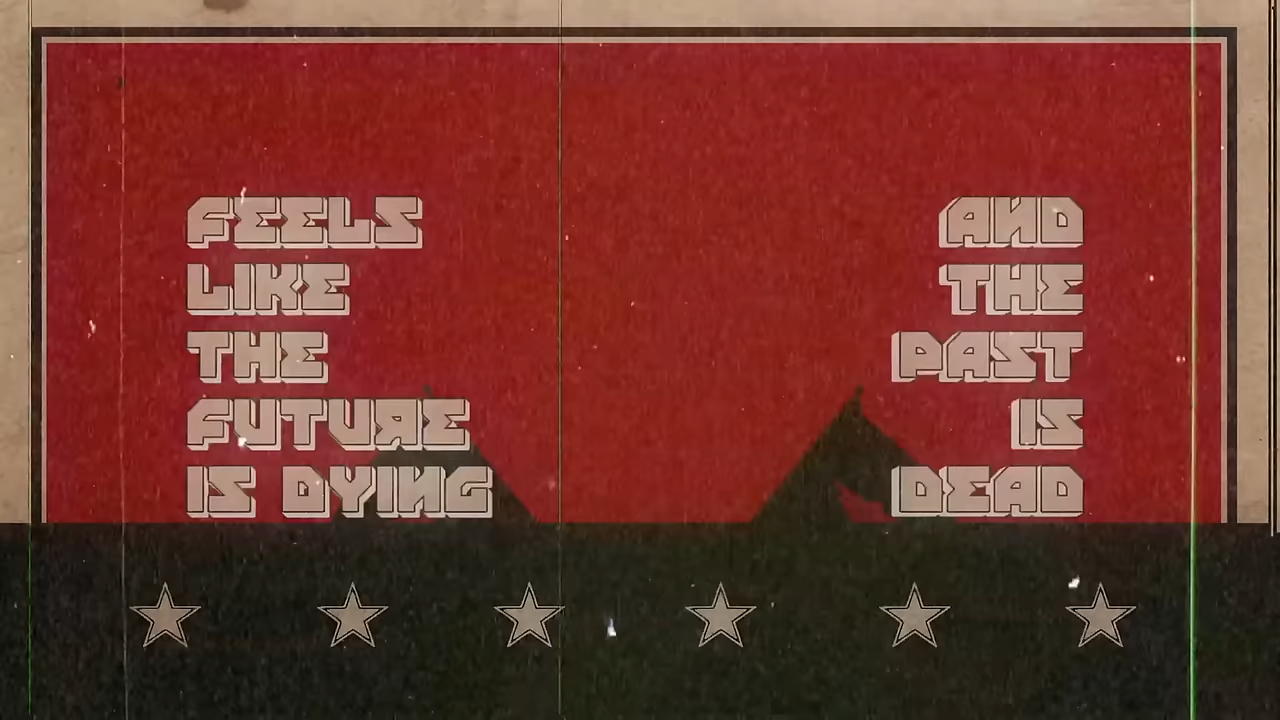 FEELS
LIKE
THE
FUTURE
IS DYING
AND
THE
PAST
IS
DEAD